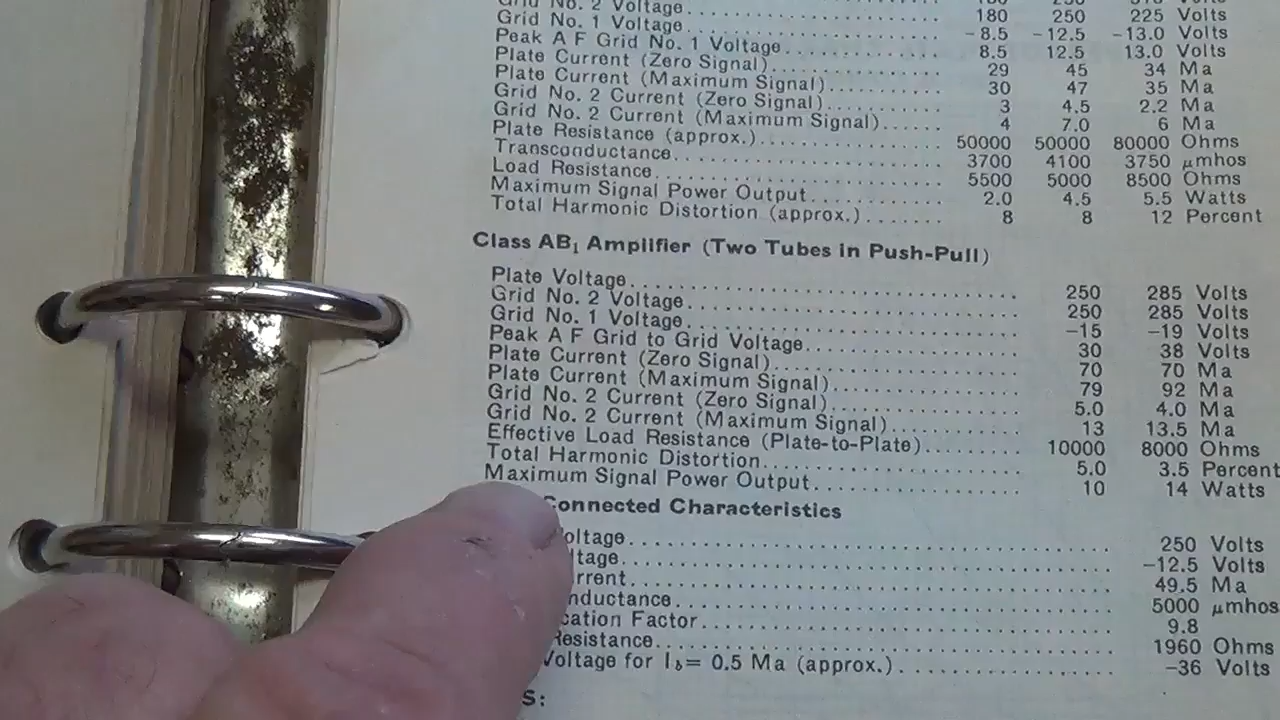 Grid No. 2 Voltage
Grid No. 1 Voltage 180 250 225 Volts
Peak A F Grid No. 1 Voltage -8.5 -12.5 -13.0 Volts
Plate Current (Zero Signal) 8.5 12.5 13.0 Volts
Plate Current (Maximum Signal) 29 45 34 Ma
Grid No. 2 Current (Zero Signal) 30 47 35 Ma
Grid No. 2 Current (Maximum Signal) 3 4.5 2.2 Ma
Plate Resistance (approx.) 4 7.0 6 Ma
Transconductance 50000 50000 80000 Ohms
Load Resistance 3700 4100 3750 μmhos
Maximum Signal Power Output 5500 5000 8500 Ohms
Total Harmonic Distortion (approx.) 2.0 4.5 5.5 Watts
8 8 12 Percent
Class AB₁ Amplifier (Two Tubes in Push-Pull)
Plate Voltage 250 285 Volts
Grid No. 2 Voltage 250 285 Volts
Grid No. 1 Voltage -15 -19 Volts
Peak A F Grid to Grid Voltage 30 38 Volts
Plate Current (Zero Signal) 70 70 Ma
Plate Current (Maximum Signal) 79 92 Ma
Grid No. 2 Current (Zero Signal) 5.0 4.0 Ma
Grid No. 2 Current (Maximum Signal) 13 13.5 Ma
Effective Load Resistance (Plate-to-Plate) 10000 8000 Ohms
Total Harmonic Distortion 5.0 3.5 Percent
Maximum Signal Power Output 10 14 Watts
Connected Characteristics
250 Volts
-12.5 Volts
49.5 Ma
5000 μmhos
Factor 9.8
1960 Ohms
Voltage for I♭= 0.5 Ma (approx.) -36 Volts